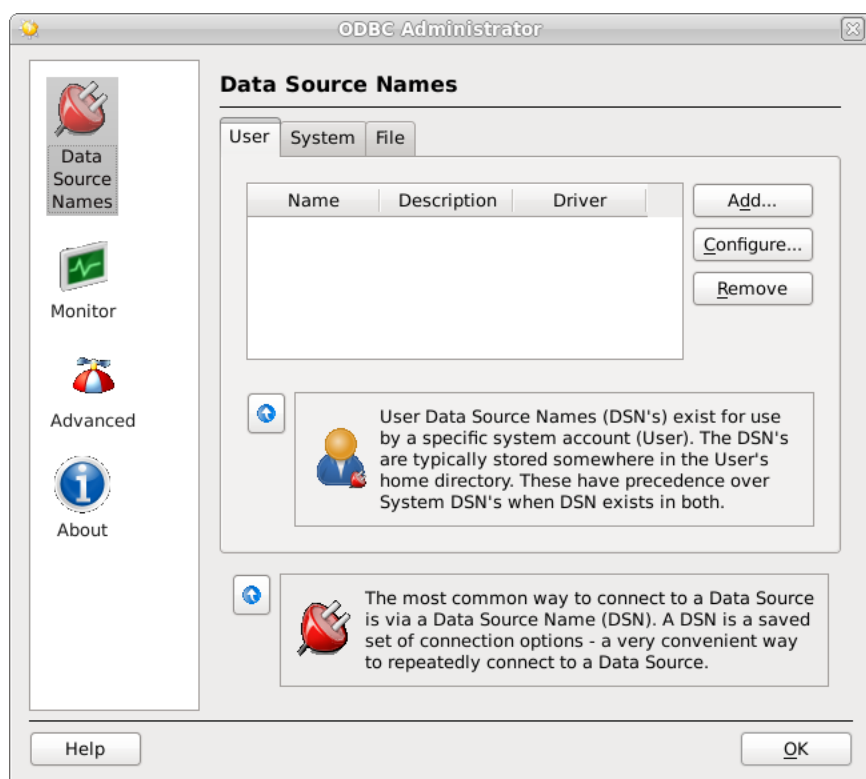 ODBC Administrator
Data
Source
Names
Monitor
Advanced
About
Data Source Names
User System File
Name Description Driver
Add...
Configure...
Remove
User Data Source Names (DSN's) exist for use
by a specific system account (User). The DSN's
are typically stored somewhere in the User's
home directory. These have precedence over
System DSN's when DSN exists in both.
The most common way to connect to a Data Source
is via a Data Source Name (DSN). A DSN is a saved
set of connection options - a very convenient way
to repeatedly connect to a Data Source.
Help
OK